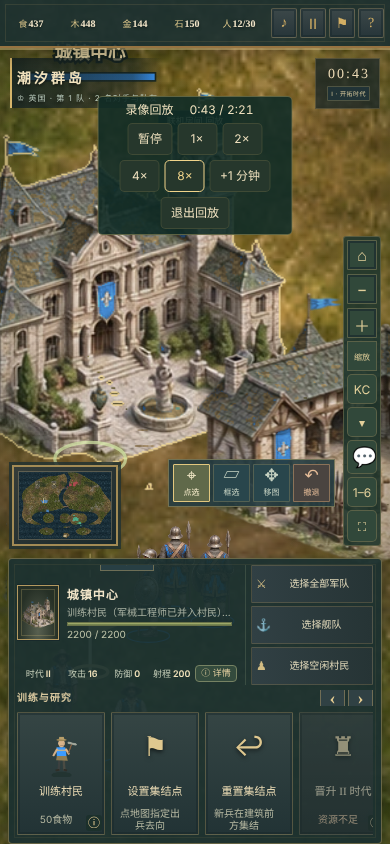 食437 木448 金144 石150 人12/30 ♪ II ⚑ ?
城镇中心
潮汐群岛
英国 · 第 1 队 · 2
00:43
I · 开拓时代
录像回放 0:43 / 2:21
暂停 1× 2×
4× 8× +1 分钟
退出回放
缩放
KC
1–6
点选 框选 移图 撤退
城镇中心
训练村民（军械工程师已并入村民）...
2200 / 2200
时代 II 攻击 16 防御 0 射程 200 ⓘ 详情
选择全部军队
选择舰队
选择空闲村民
训练与研究 ‹ ›
训练村民 设置集结点 重置集结点 晋升 II 时代
50食物 ⓘ 点地图指定出兵去向 新兵在建筑前方集结 资源不足